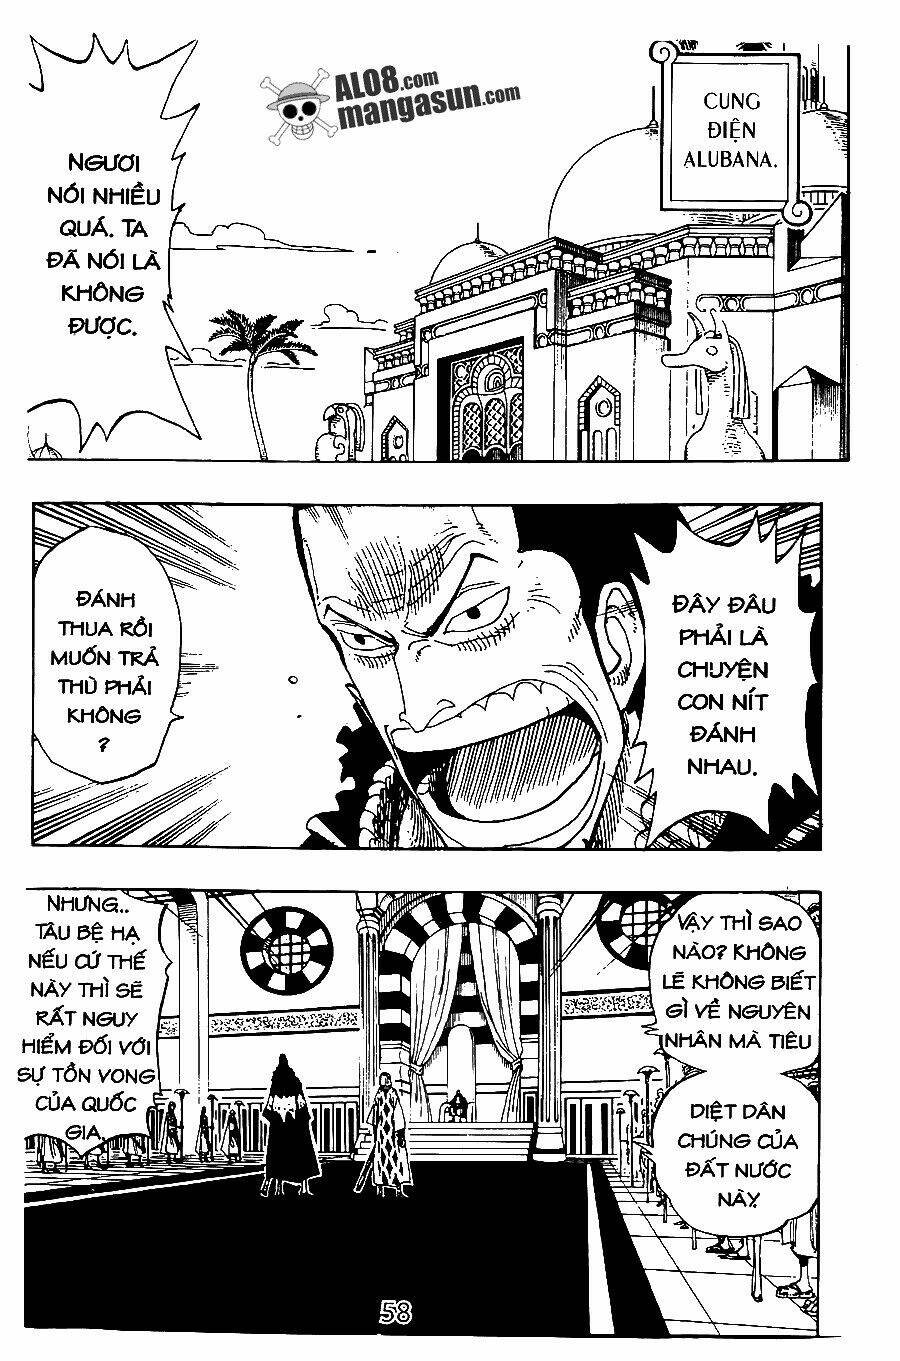 AL08.com
mangasun.com
CUNG
ĐIỆN
ALUBANA.
NGƯƠI
NÓI NHIỀU
QUÁ. TA
ĐÃ NÓI LÀ
KHÔNG
ĐƯỢC.
ĐÂY ĐÂU
PHẢI LÀ
CHUYỆN
CON NÍT
ĐÁNH
NHAU.
ĐÁNH
THUA RỒI
MUỐN TRẢ
THÙ PHẢI
KHÔNG
?
VẬY THÌ SAO
NÀO? KHÔNG
LẼ KHÔNG BIẾT
GÌ VỀ NGUYÊN
NHÂN MÀ TIÊU
DIỆT DÂN
CHÚNG CỦA
ĐẤT NƯỚC
NÀY.
NHƯNG..
TÂU BỆ HẠ
NẾU CỨ THẾ
NÀY THÌ SẼ
RẤT NGUY
HIỂM ĐỐI VỚI
SỰ TỒN VONG
CỦA QUỐC
GIA
58